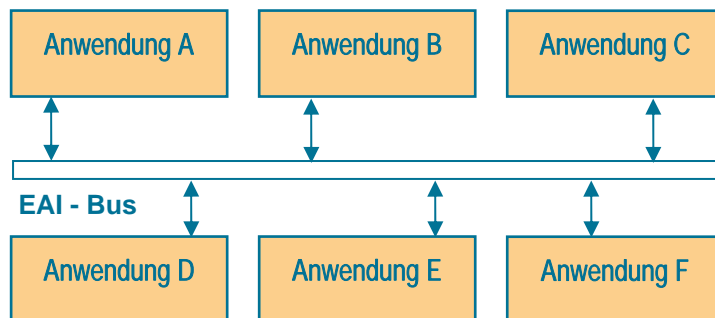 Anwendung A
Anwendung B
Anwendung C
EAI - Bus
Anwendung D
Anwendung E
Anwendung F